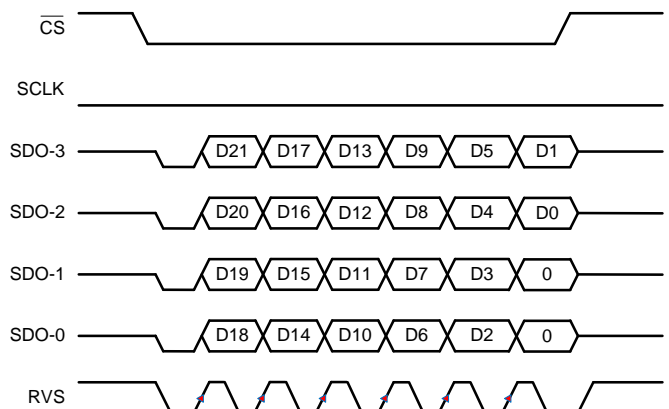 CS
SCLK
SDO-3 D21 D17 D13 D9 D5 D1
SDO-2 D20 D16 D12 D8 D4 D0
SDO-1 D19 D15 D11 D7 D3 0
SDO-0 D18 D14 D10 D6 D2 0
RVS